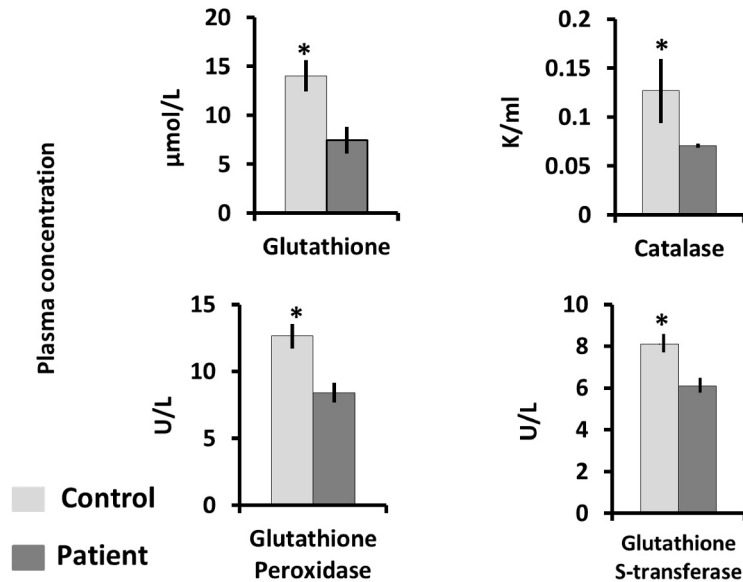 Plasma concentration
µmol/L
20
15
10
5
0
*
Glutathione
K/ml
0.2
0.15
0.1
0.05
0
*
Catalase
U/L
15
10
5
0
*
Glutathione
Peroxidase
U/L
10
8
6
4
2
0
*
Glutathione
S-transferase
Control
Patient